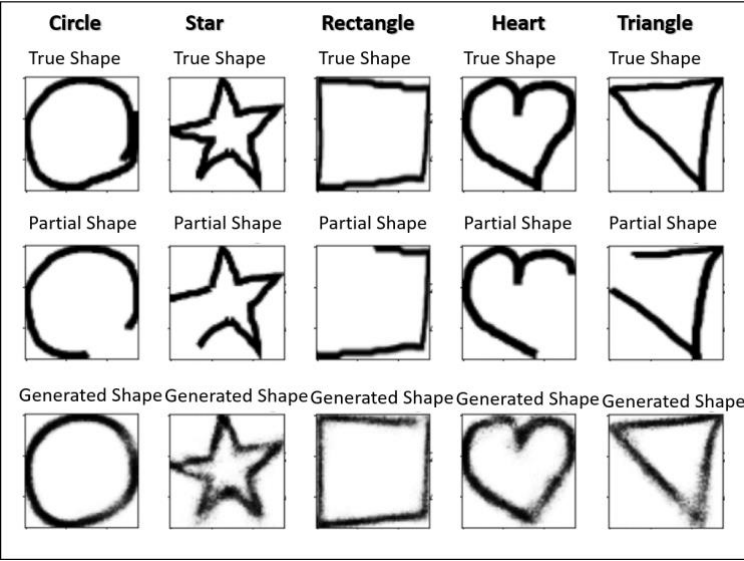 Circle Star Rectangle Heart Triangle
True Shape True Shape True Shape True Shape True Shape
Partial Shape Partial Shape Partial Shape Partial Shape Partial Shape
Generated Shape Generated Shape Generated Shape Generated Shape Generated Shape